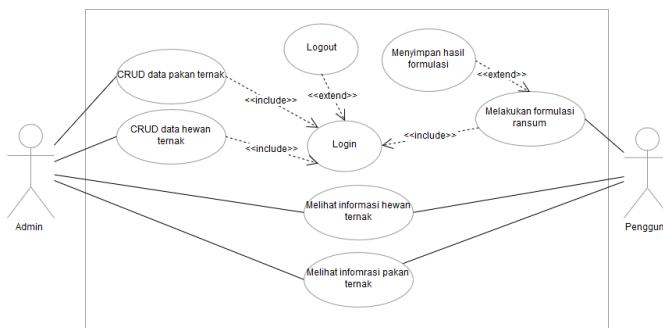 Logout
Menyimpan hasil
formulasi
CRUD data pakan ternak
<<extend>>
<<include>>
<<extend>>
CRUD data hewan
ternak
Melakukan formulasi
ransum
<<include>>
<<include>>
Login
Admin
Penggun
Melihat informasi hewan
ternak
Melihat infomrasi pakan
ternak